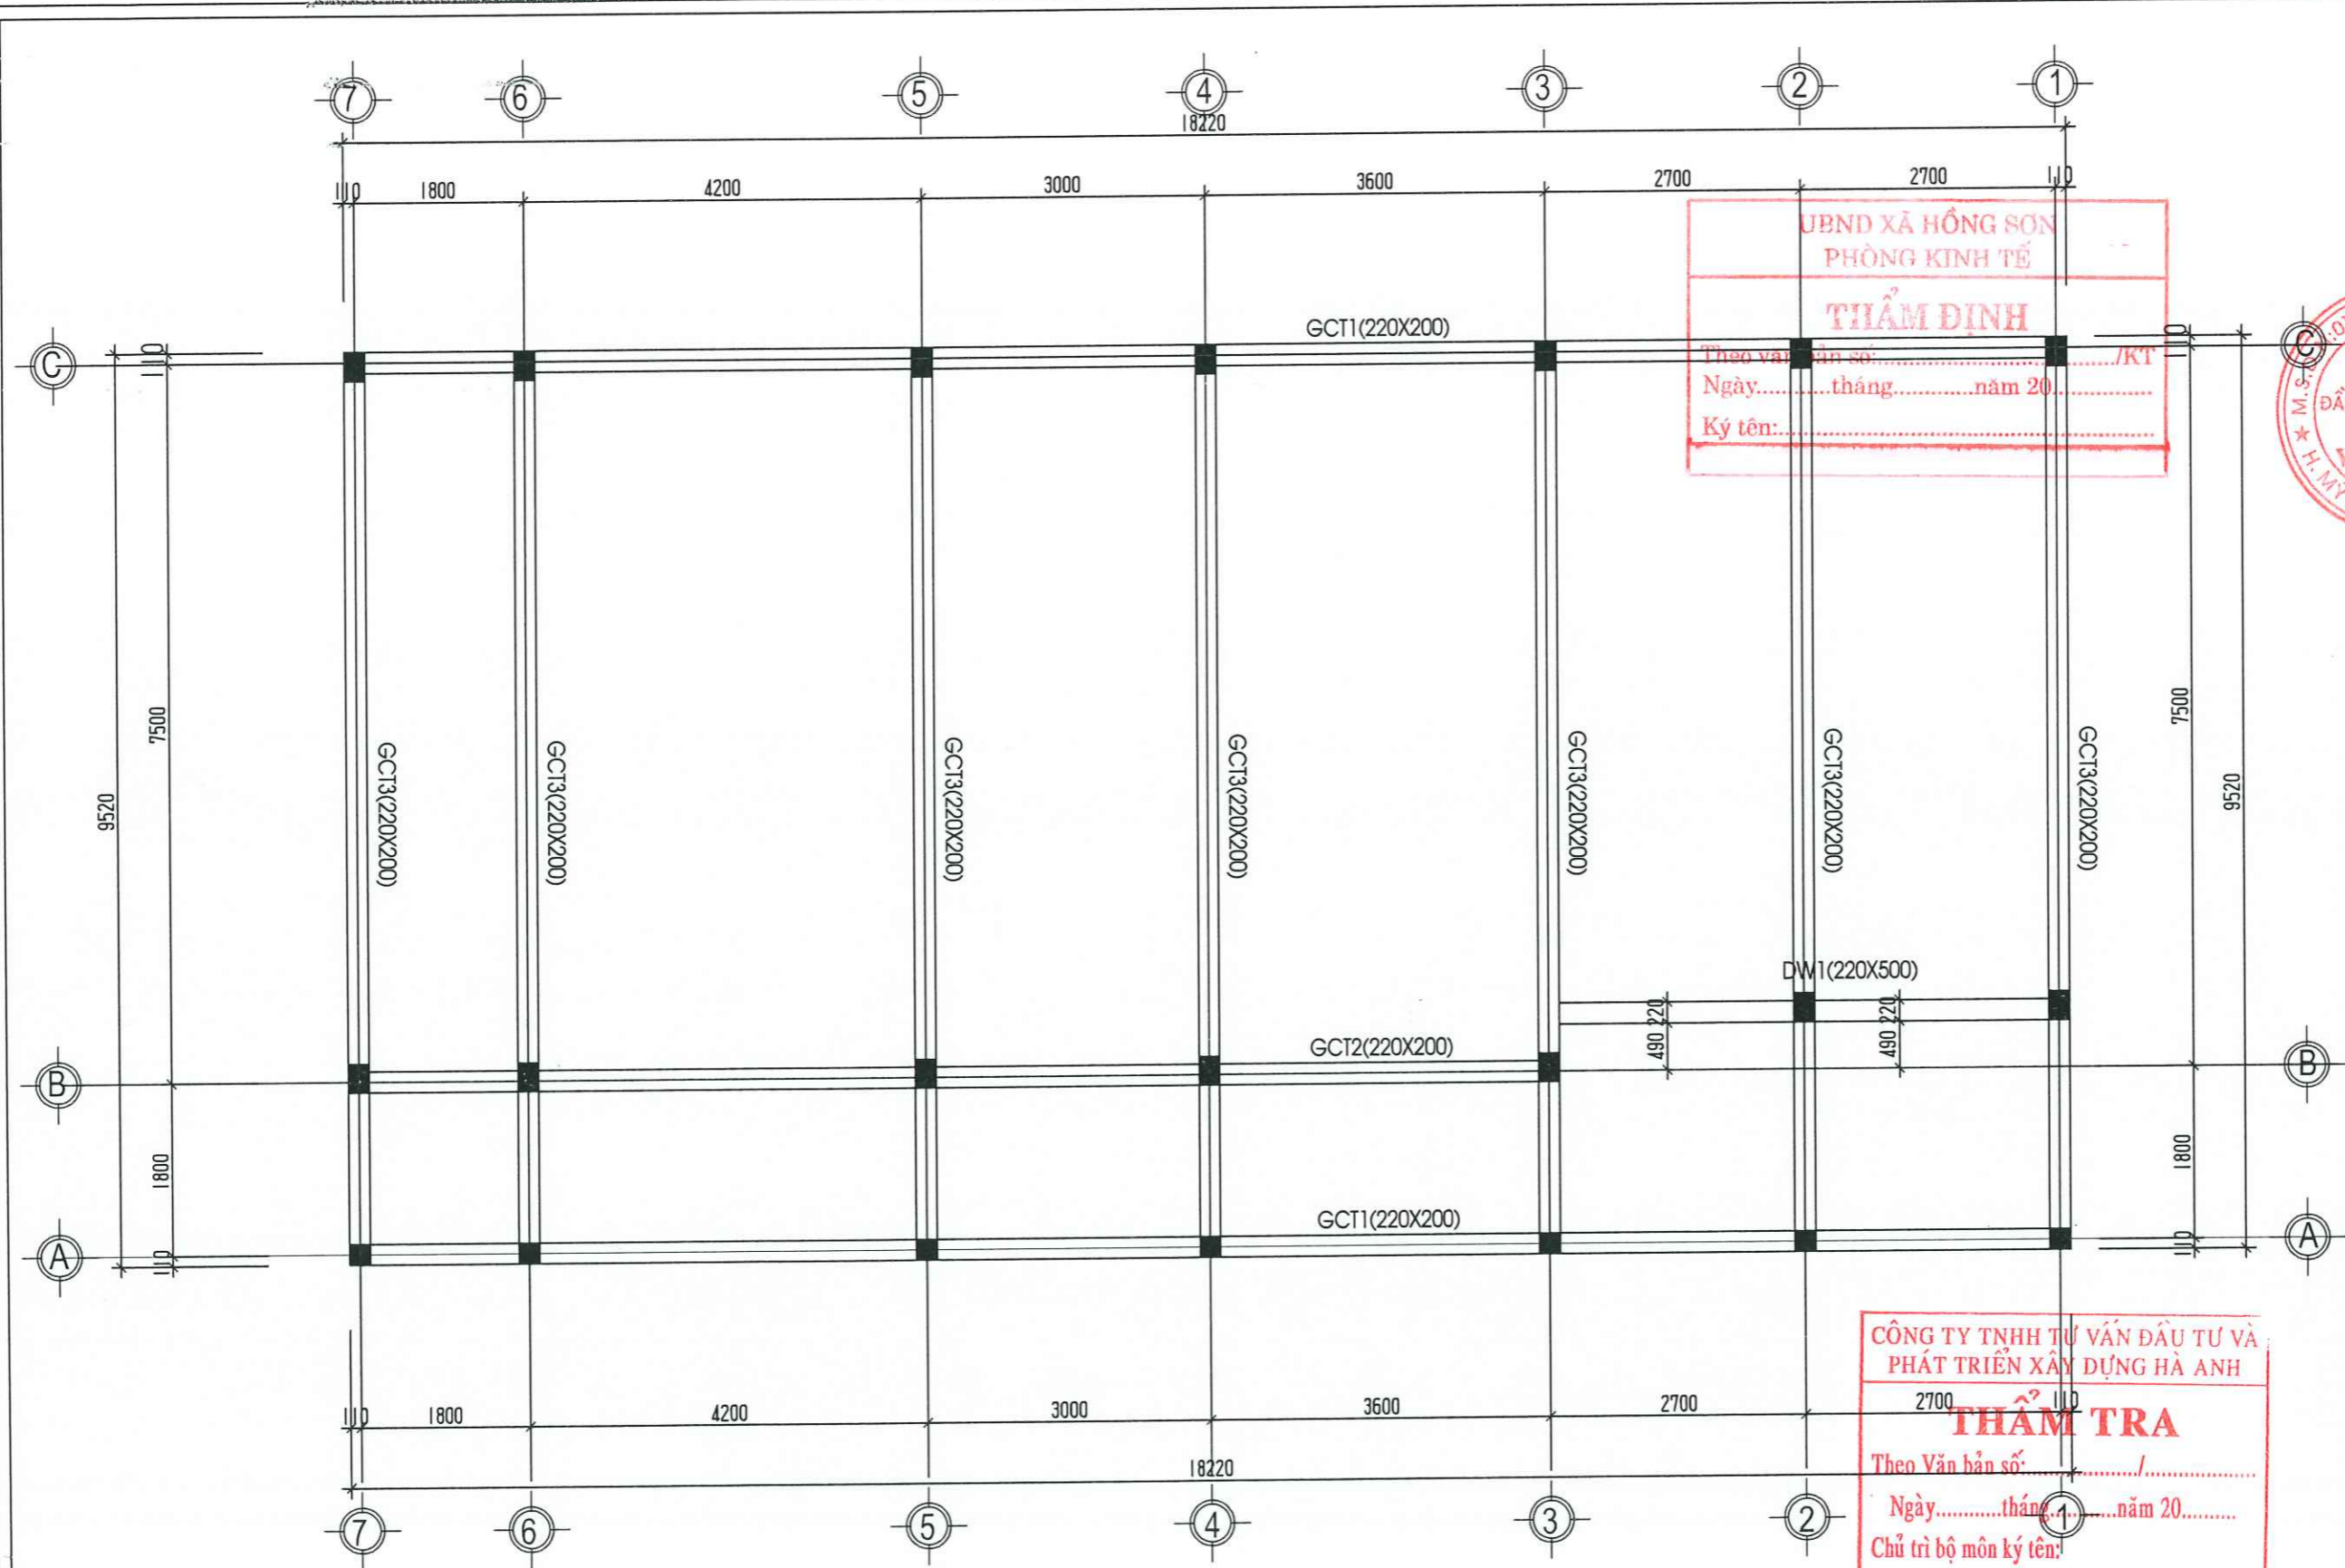 7 6 5 4 3 2 1
18220
110 1800 4200 3000 3600 2700 2700 110
UBND XÃ HỒNG SƠN
PHÒNG KINH TẾ
THẨM ĐỊNH
Theo văn bản số:............/KT
Ngày............tháng............năm 20............
Ký tên:............
GCT1(220X200)
C 110 110 C
M.S.
ĐẦ
H. MỸ
7500 7500
9520 9520
GCT3(220X200) GCT3(220X200) GCT3(220X200) GCT3(220X200) GCT3(220X200) GCT3(220X200) GCT3(220X200)
DW1(220X500)
220 220
490 490
GCT2(220X200)
B B
1800 1800
GCT1(220X200)
A 110 110 A
CÔNG TY TNHH TƯ VẤN ĐẦU TƯ VÀ
PHÁT TRIỂN XÂY DỰNG HÀ ANH
THẨM TRA
Theo Văn bản số:............/............
Ngày............tháng............năm 20............
Chủ trì bộ môn ký tên:
110 1800 4200 3000 3600 2700 2700 110
18220
7 6 5 4 3 2 1